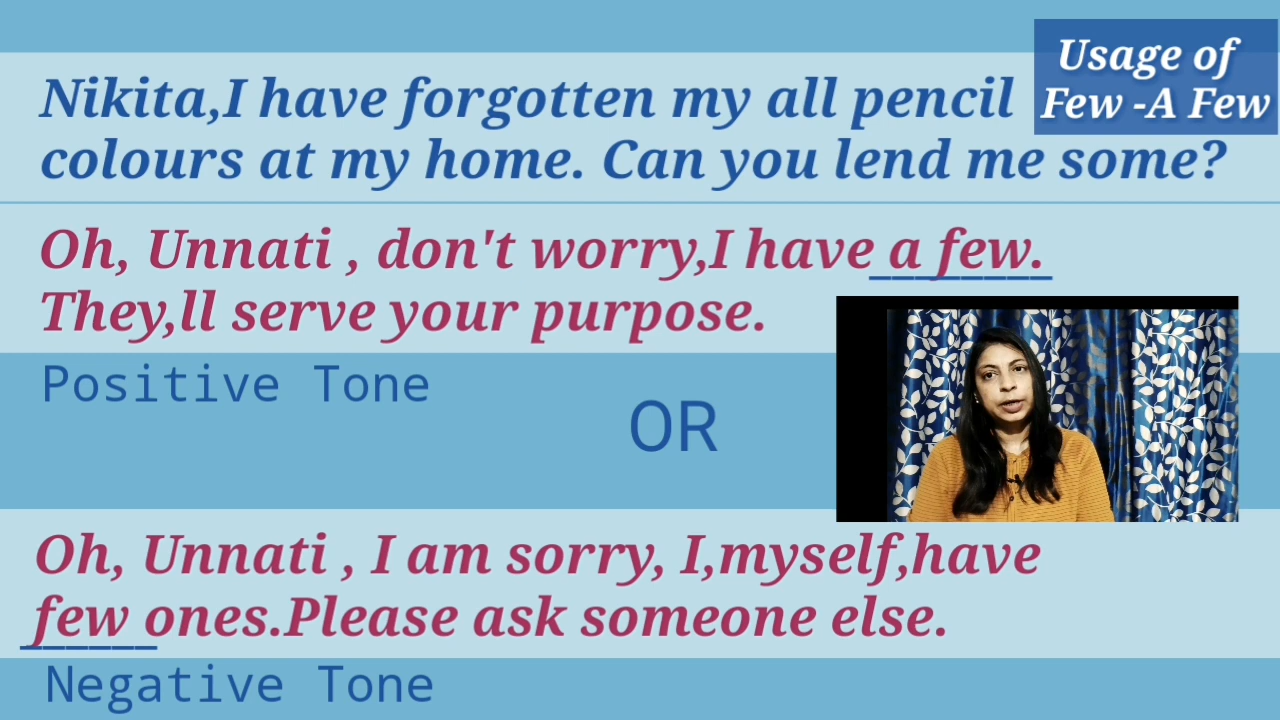 Usage of
Few -A Few
Nikita,I have forgotten my all pencil
colours at my home. Can you lend me some?
Oh, Unnati , don't worry,I have a few.
They,ll serve your purpose.
Positive Tone
OR
Oh, Unnati , I am sorry, I,myself,have
few ones.Please ask someone else.
Negative Tone